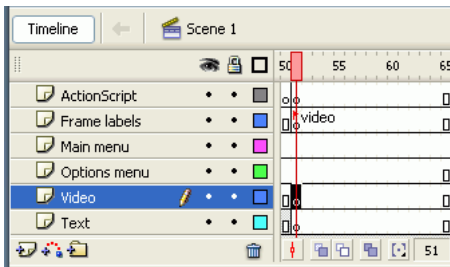 Timeline Scene 1
50 55 60 65
ActionScript
Frame labels video
Main menu
Options menu
Video
Text
51